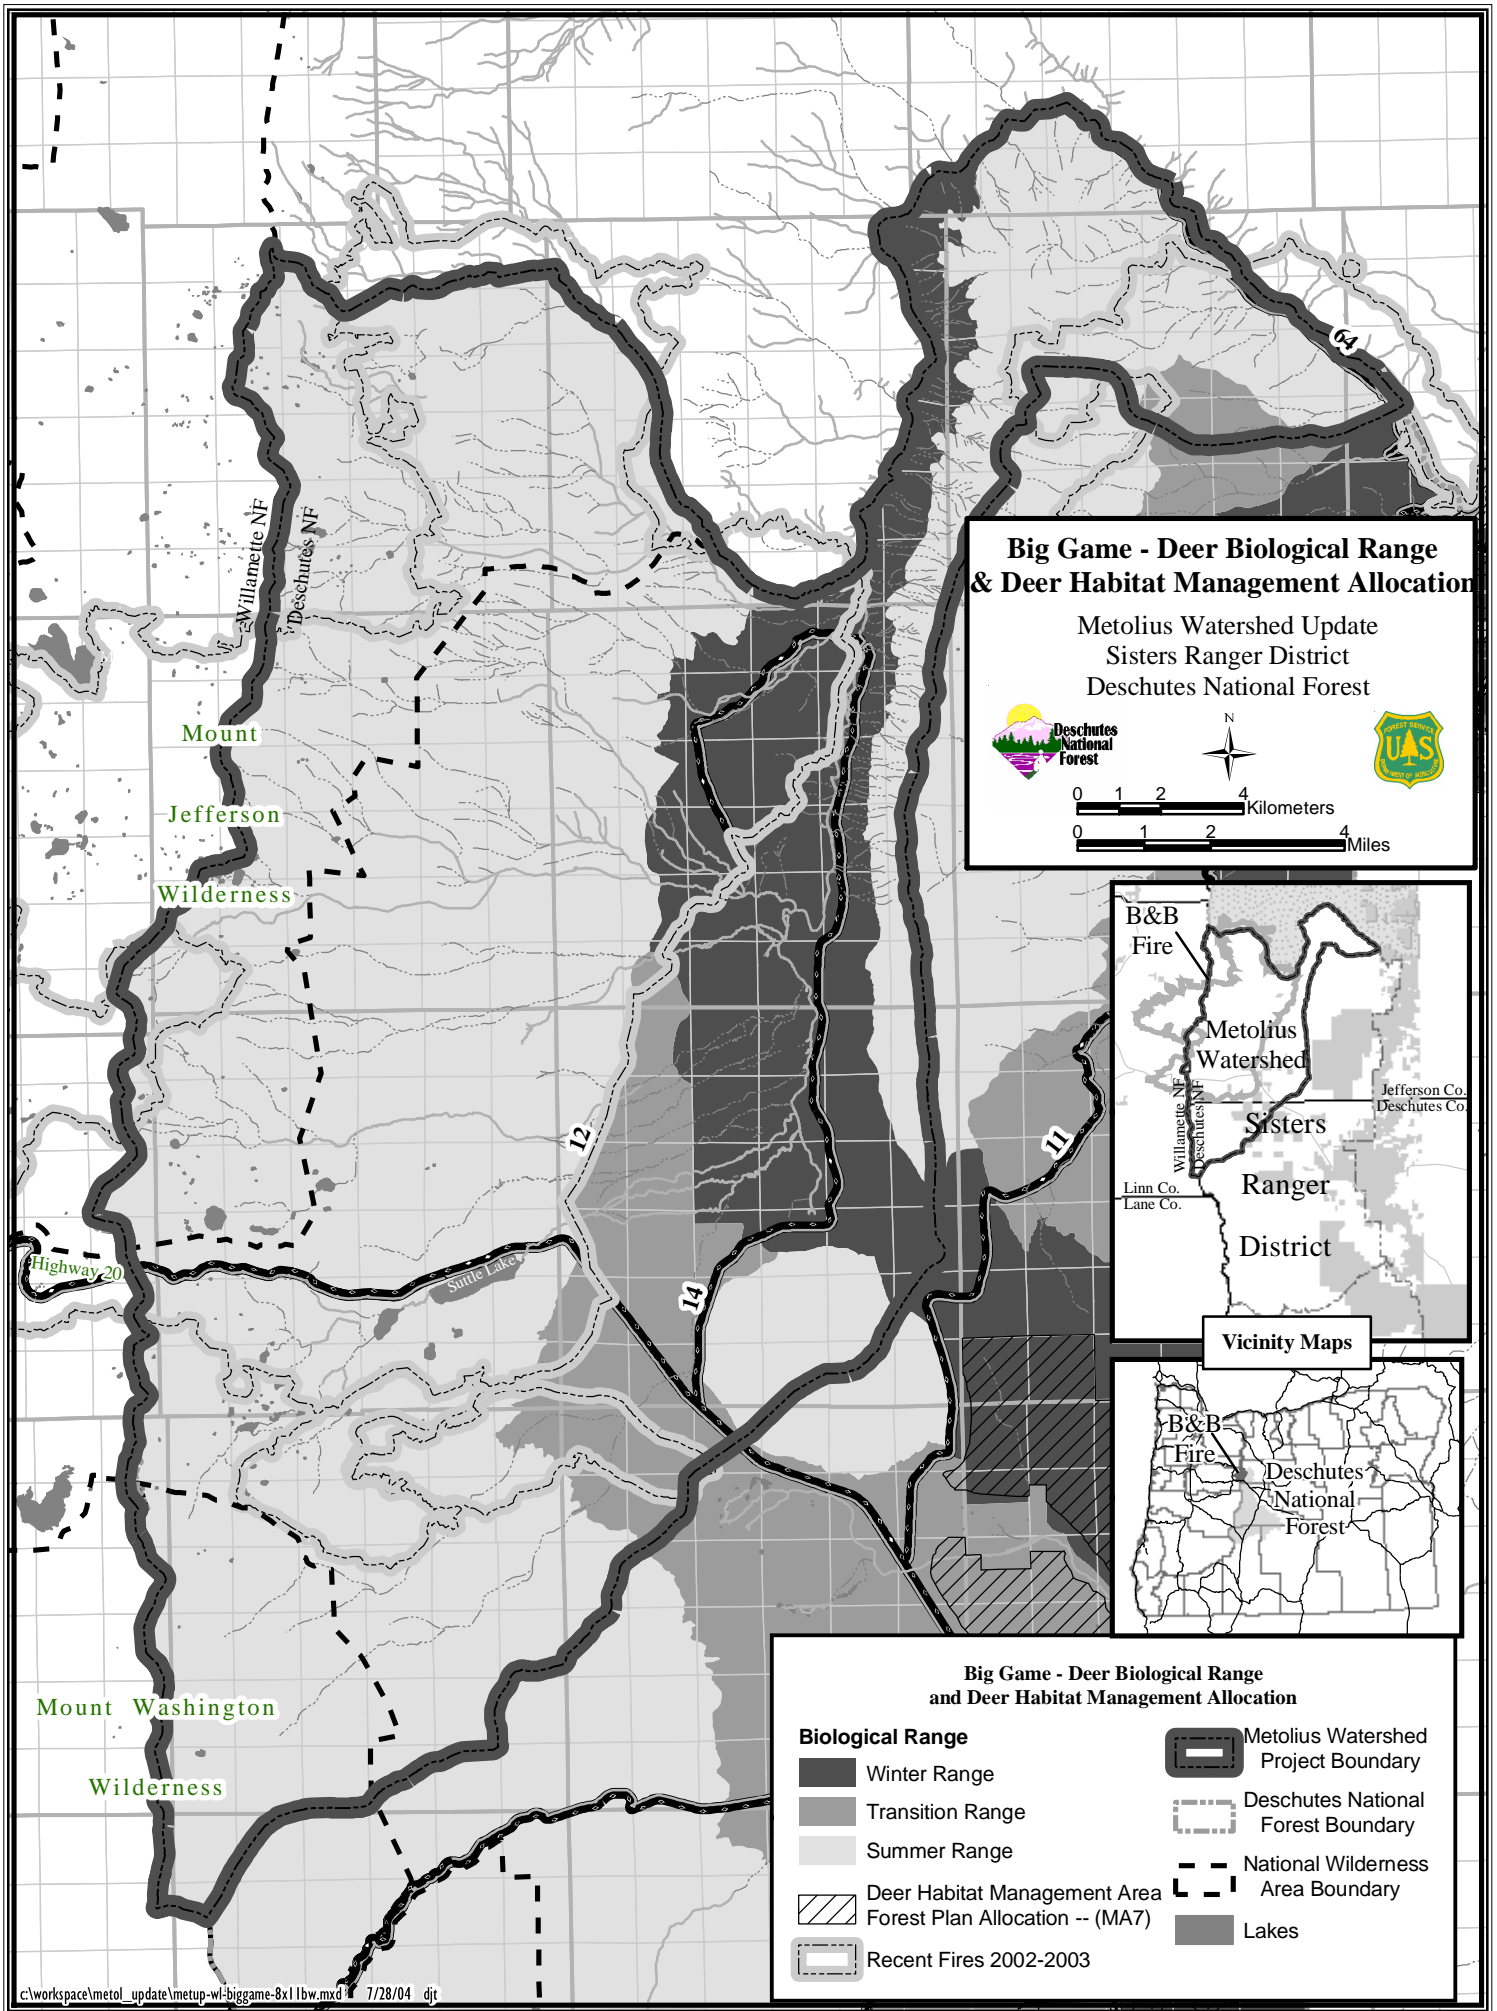 64
Willamette NF
Deschutes NF
Big Game - Deer Biological Range
& Deer Habitat Management Allocation
Metolius Watershed Update
Sisters Ranger District
Deschutes National Forest
Deschutes
National
Forest
N
FOREST SERVICE
UAS
DEPARTMENT OF AGRICULTURE
0 1 2 4
Kilometers
0 1 2 4
Miles
Mount
Jefferson
Wilderness
B&B
Fire
Metolius
Watershed
Willamette NF
Deschutes NF
Jefferson Co.
Deschutes Co.
Sisters
Ranger
District
Linn Co.
Lane Co.
12
11
14
Highway 20
Suttle Lake
Vicinity Maps
B&B
Fire
Deschutes
National
Forest
Mount Washington
Wilderness
Big Game - Deer Biological Range
and Deer Habitat Management Allocation
Biological Range
Winter Range
Transition Range
Summer Range
Deer Habitat Management Area
Forest Plan Allocation -- (MA7)
Recent Fires 2002-2003
Metolius Watershed
Project Boundary
Deschutes National
Forest Boundary
National Wilderness
Area Boundary
Lakes
c:\workspace\metol_update\metup-wl-biggame-8x11bw.mxd 7/28/04 djt